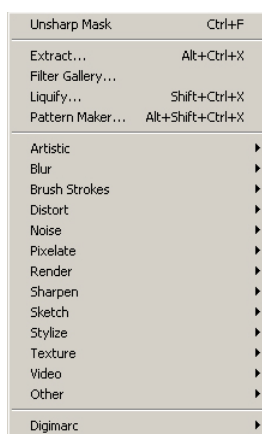 Unsharp Mask Ctrl+F
Extract... Alt+Ctrl+X
Filter Gallery...
Liquify... Shift+Ctrl+X
Pattern Maker... Alt+Shift+Ctrl+X
Artistic
Blur
Brush Strokes
Distort
Noise
Pixelate
Render
Sharpen
Sketch
Stylize
Texture
Video
Other
Digimarc